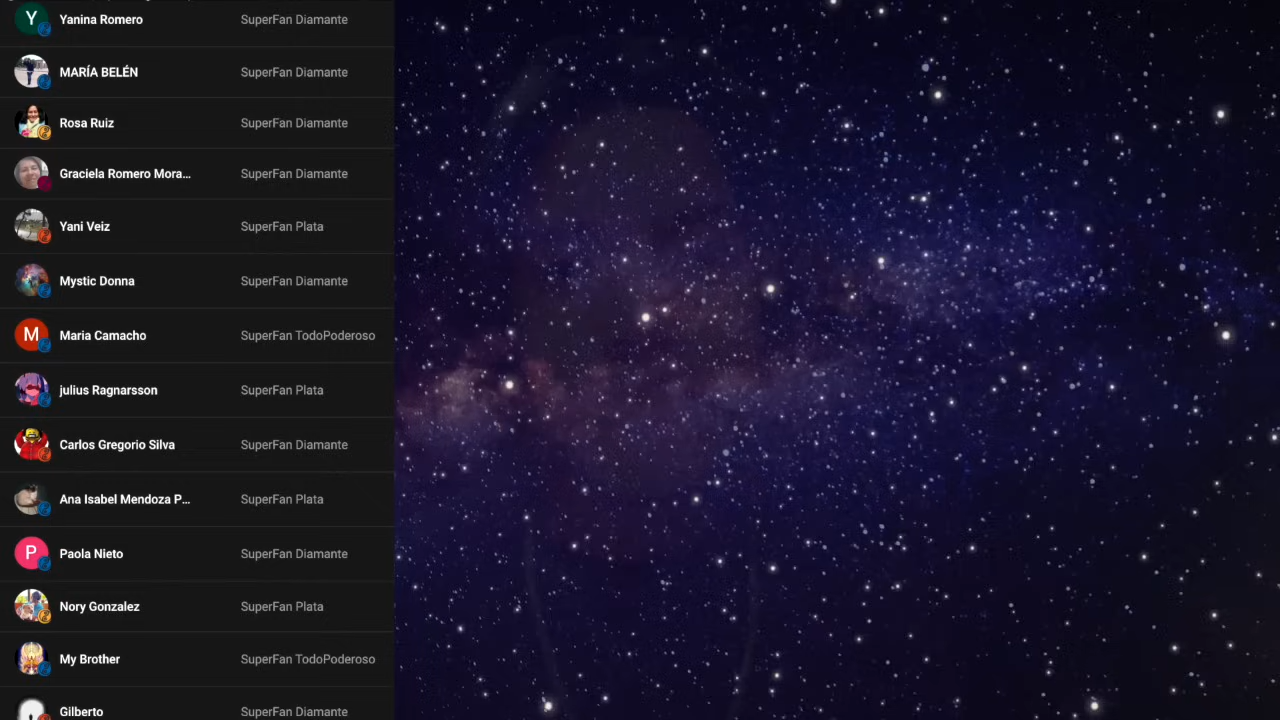 Y Yanina Romero SuperFan Diamante
MARÍA BELÉN SuperFan Diamante
Rosa Ruiz SuperFan Diamante
Graciela Romero Mora... SuperFan Diamante
Yani Veiz SuperFan Plata
Mystic Donna SuperFan Diamante
M Maria Camacho SuperFan TodoPoderoso
julius Ragnarsson SuperFan Plata
Carlos Gregorio Silva SuperFan Diamante
Ana Isabel Mendoza P... SuperFan Plata
P Paola Nieto SuperFan Diamante
Nory Gonzalez SuperFan Plata
My Brother SuperFan TodoPoderoso
Gilberto SuperFan Diamante